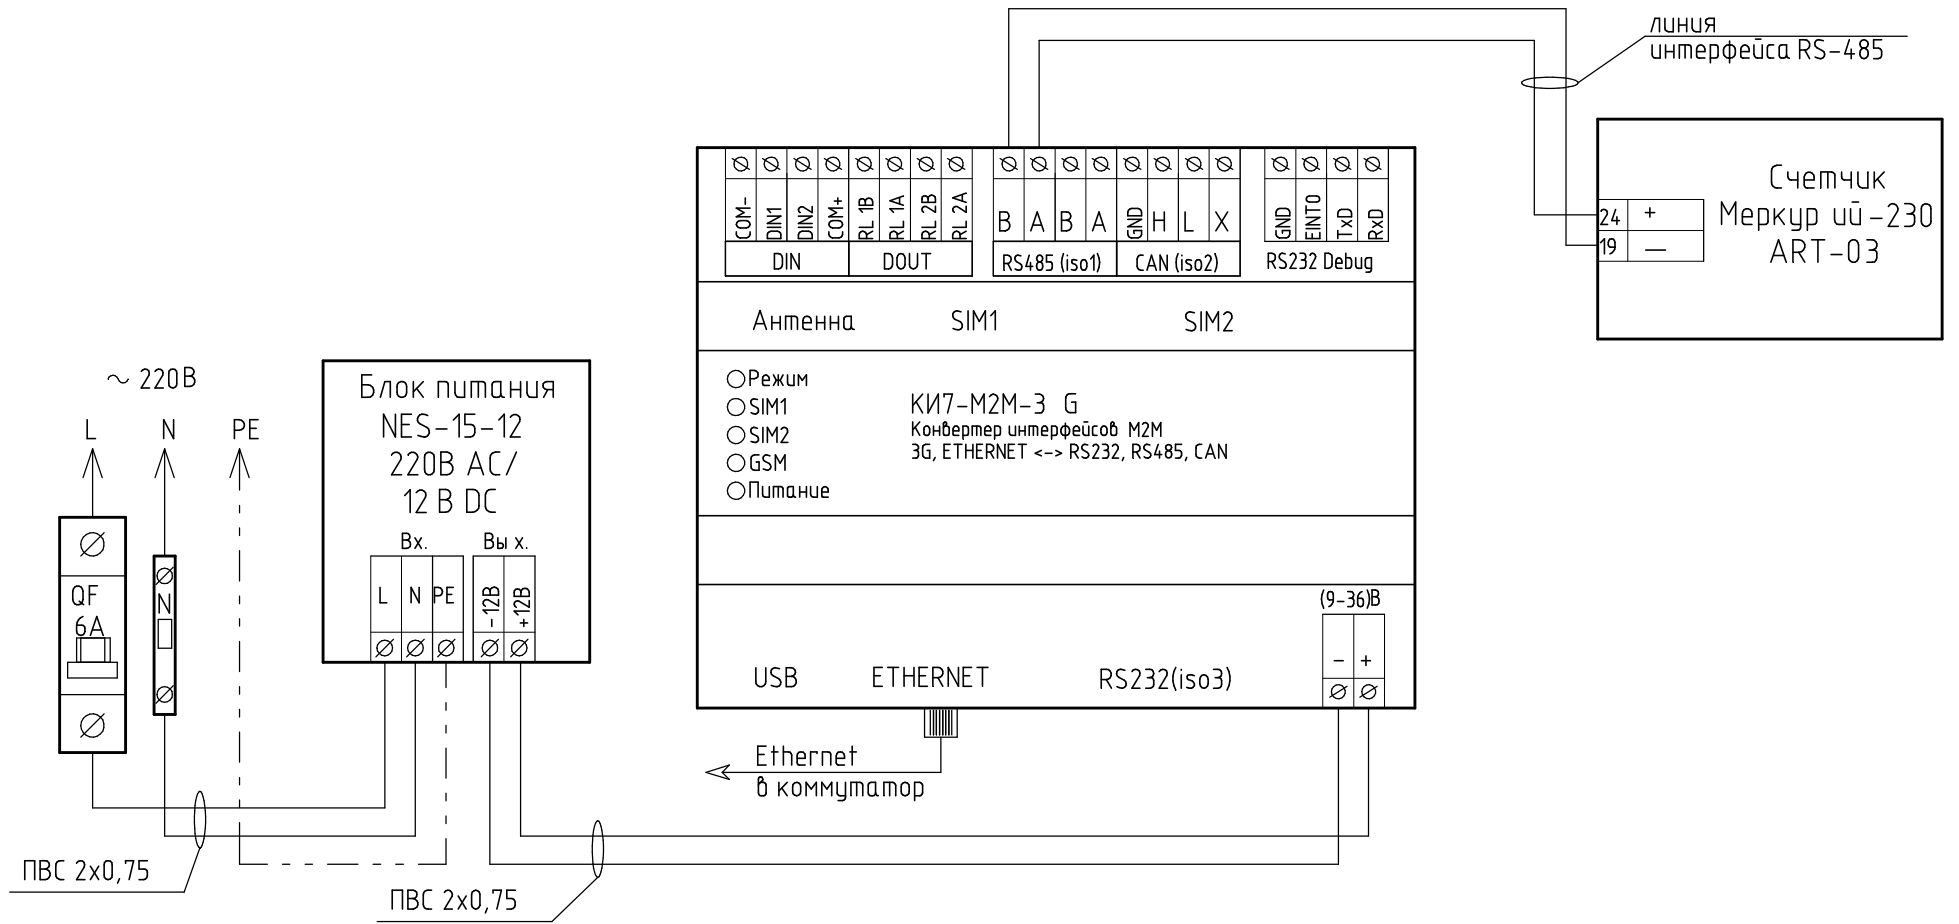 линия
интерфейса RS-485
Счетчик
Меркур ий-230
ART-03
24 +
19 —
COM-
DIN1
DIN2
COM+
RL 1B
RL 1A
RL 2B
RL 2A
B A B A
GND
H L X
GND
EINT0
TxD
RxD
DIN
DOUT
RS485 (iso1)
CAN (iso2)
RS232 Debug
Антенна
SIM1
SIM2
Режим
SIM1
SIM2
GSM
Питание
КИ7-М2М-3 G
Конвертер интерфейсов М2М
3G, ETHERNET <-> RS232, RS485, CAN
(9-36)В
- +
USB
ETHERNET
RS232(iso3)
Ethernet
в коммутатор
~ 220В
L N PE
QF
6A
N
Блок питания
NES-15-12
220В AC/
12 В DC
Вх.
Вы х.
L N PE
-12В
+12В
ПВС 2х0,75
ПВС 2х0,75